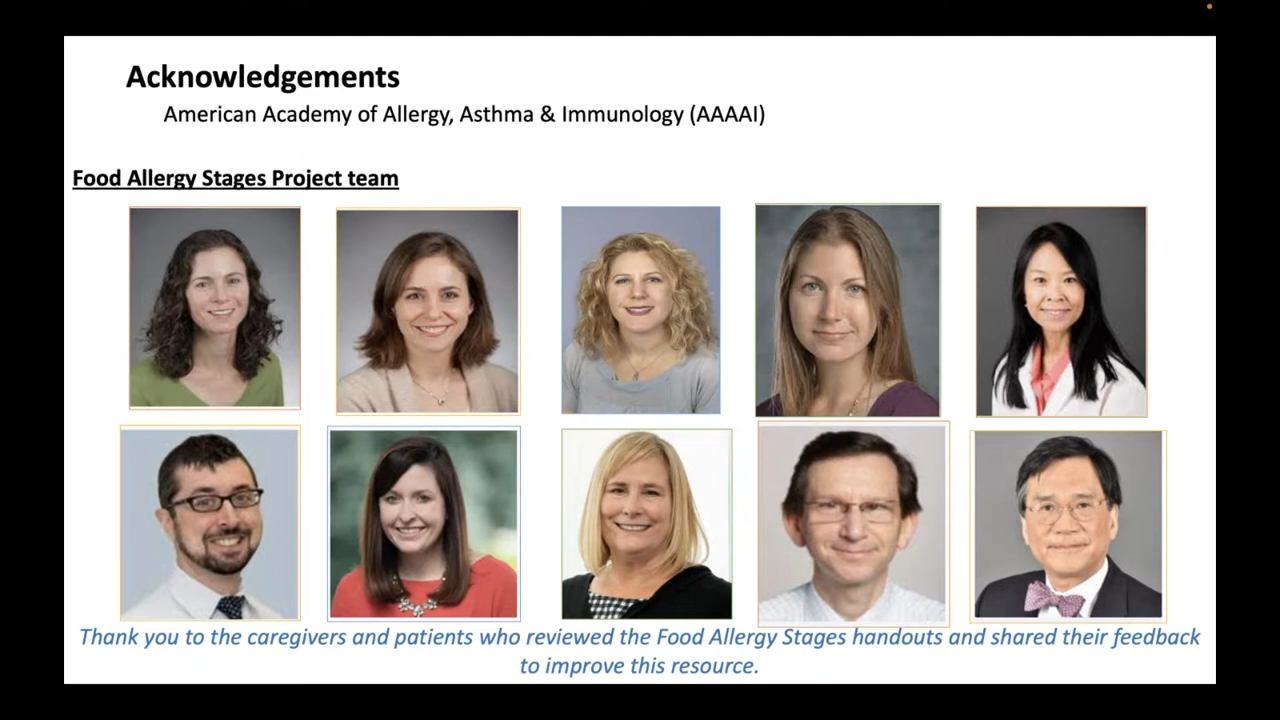 Acknowledgements
American Academy of Allergy, Asthma & Immunology (AAAAI)
Food Allergy Stages Project team
Thank you to the caregivers and patients who reviewed the Food Allergy Stages handouts and shared their feedback
to improve this resource.